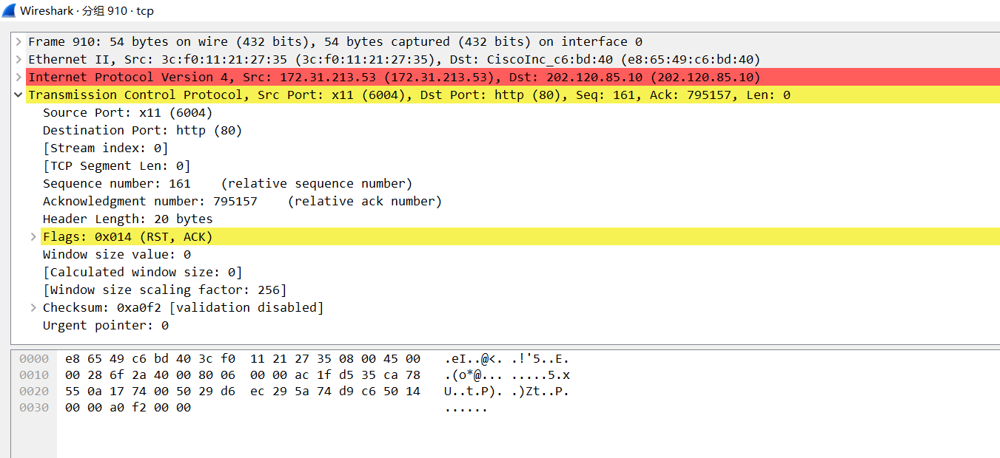 Wireshark · 分组 910 · tcp
Frame 910: 54 bytes on wire (432 bits), 54 bytes captured (432 bits) on interface 0
Ethernet II, Src: 3c:f0:11:21:27:35 (3c:f0:11:21:27:35), Dst: CiscoInc_c6:bd:40 (e8:65:49:c6:bd:40)
Internet Protocol Version 4, Src: 172.31.213.53 (172.31.213.53), Dst: 202.120.85.10 (202.120.85.10)
Transmission Control Protocol, Src Port: x11 (6004), Dst Port: http (80), Seq: 161, Ack: 795157, Len: 0
Source Port: x11 (6004)
Destination Port: http (80)
[Stream index: 0]
[TCP Segment Len: 0]
Sequence number: 161    (relative sequence number)
Acknowledgment number: 795157    (relative ack number)
Header Length: 20 bytes
Flags: 0x014 (RST, ACK)
Window size value: 0
[Calculated window size: 0]
[Window size scaling factor: 256]
Checksum: 0xa0f2 [validation disabled]
Urgent pointer: 0
0000  e8 65 49 c6 bd 40 3c f0  11 21 27 35 08 00 45 00   .eI..@<. .!'5..E.
0010  00 28 6f 2a 40 00 80 06  00 00 ac 1f d5 35 ca 78   .(o*@... .....5.x
0020  55 0a 17 74 00 50 29 d6  ec 29 5a 74 d9 c6 50 14   U..t.P). .)Zt..P.
0030  00 00 a0 f2 00 00   ......